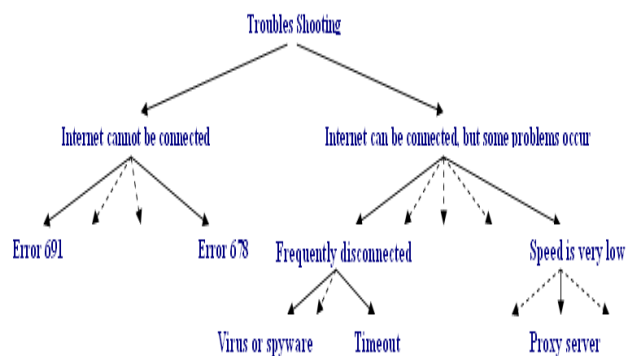 Troubles Shooting
Internet cannot be connected
Internet can be connected, but some problems occur
Error 691
Error 678
Frequently disconnected
Speed is very low
Virus or spyware
Timeout
Proxy server